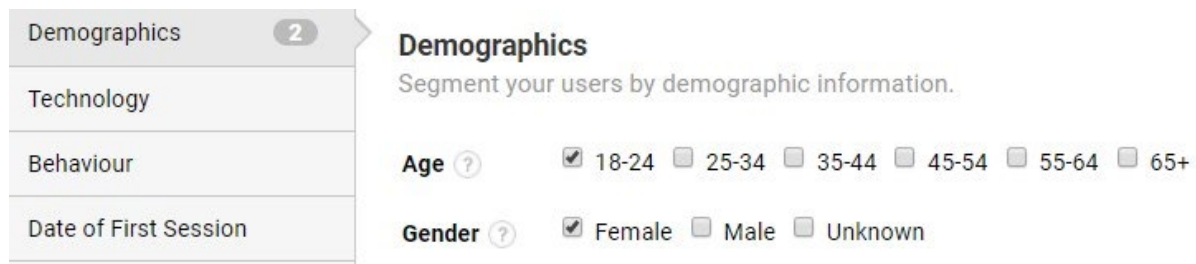 Demographics 2
Technology
Behaviour
Date of First Session
Demographics
Segment your users by demographic information.
Age ? 18-24 25-34 35-44 45-54 55-64 65+
Gender ? Female Male Unknown